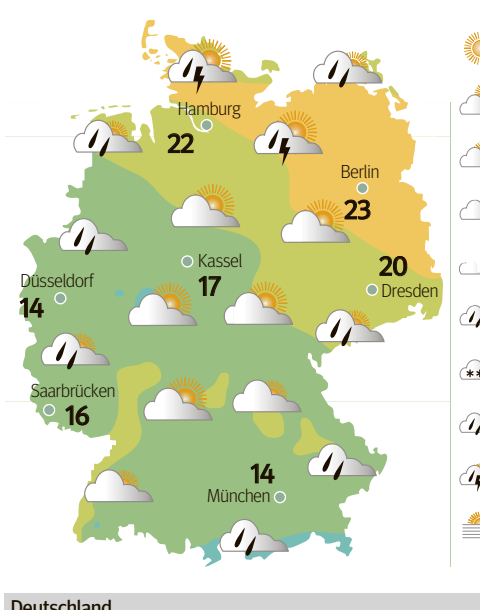 Hamburg
22
Berlin
23
Kassel
17
20
Dresden
Düsseldorf
14
Saarbrücken
16
14
München
Deutschland